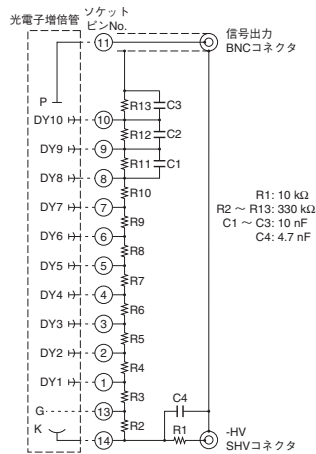 光電子増倍管
ソケット
ピンNo.
信号出力
BNCコネクタ
11
P
R13
C3
DY10
10
R12
C2
DY9
9
R11
C1
DY8
8
R10
DY7
7
R9
DY6
6
R8
DY5
5
R7
DY4
4
R6
DY3
3
R5
DY2
2
R4
DY1
1
R3
G
13
K
R2
14
C4
R1
R1: 10 kΩ
R2 ～ R13: 330 kΩ
C1 ～ C3: 10 nF
C4: 4.7 nF
-HV
SHVコネクタ